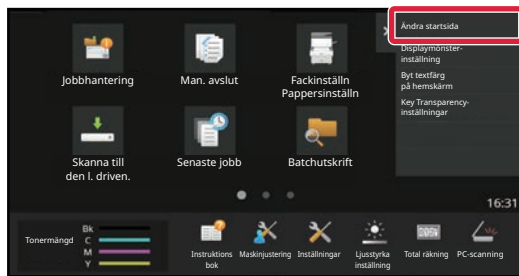 Jobbhantering
Man. avslut
Fackinställn
Pappersinställn
Skanna till
den l. driven.
Senaste jobb
Batchutskrift
Ändra startsida
Displaymönster-
inställning
Byt textfärg
på hemskärm
Key Transparency-
inställningar
16:31
Tonermängd
Bk
C
M
Y
Instruktions
bok
Maskinjustering
Inställningar
Ljusstyrka
inställning
Total räkning
PC-scanning